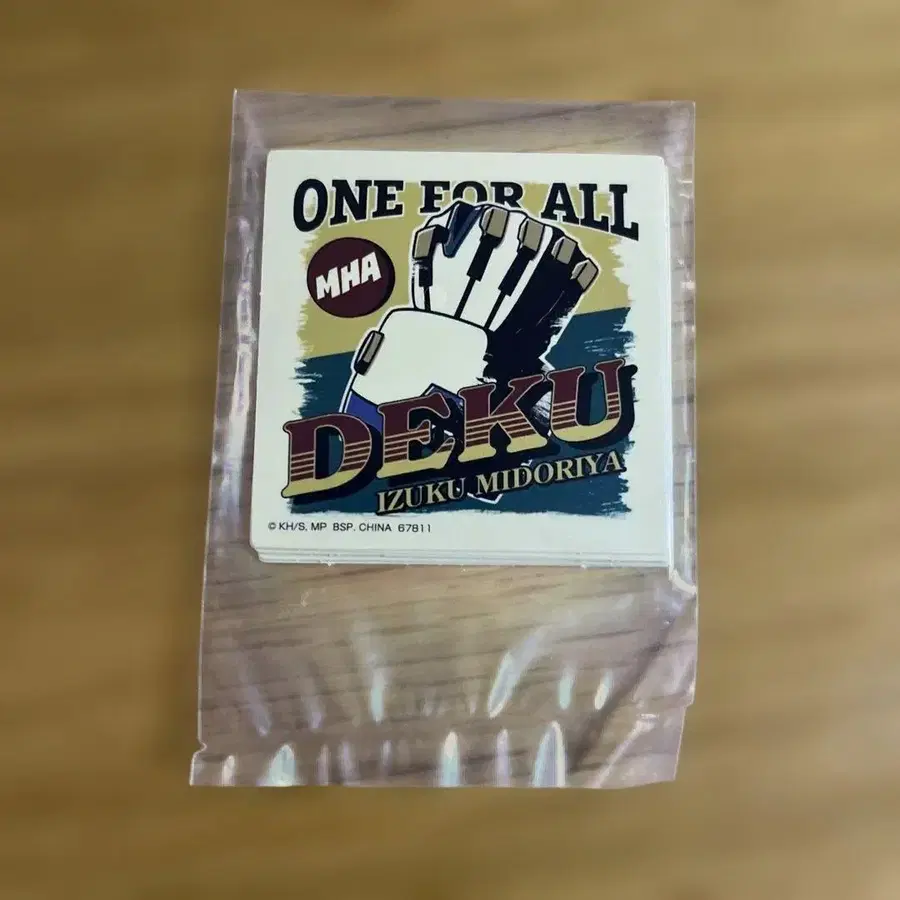 ONE FOR ALL
MHA
DEKU
IZUKU MIDORIYA
© KH/S, MP BSP. CHINA 67811